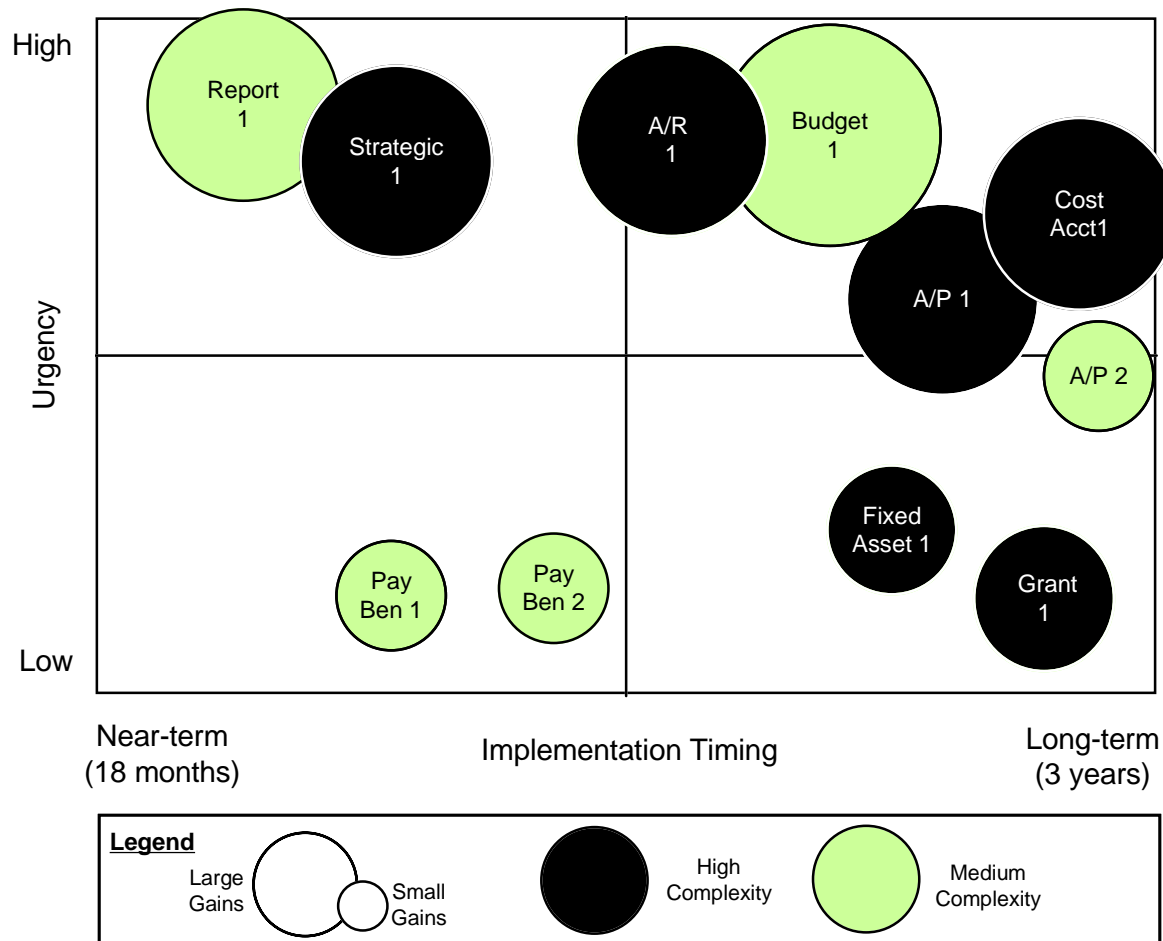 High
Report
1
Strategic
1
A/R
1
Budget
1
Cost
Acct1
A/P 1
A/P 2
Urgency
Fixed
Asset 1
Pay
Ben 1
Pay
Ben 2
Grant
1
Low
Near-term
(18 months)
Implementation Timing
Long-term
(3 years)
Legend
Large
Gains
Small
Gains
High
Complexity
Medium
Complexity